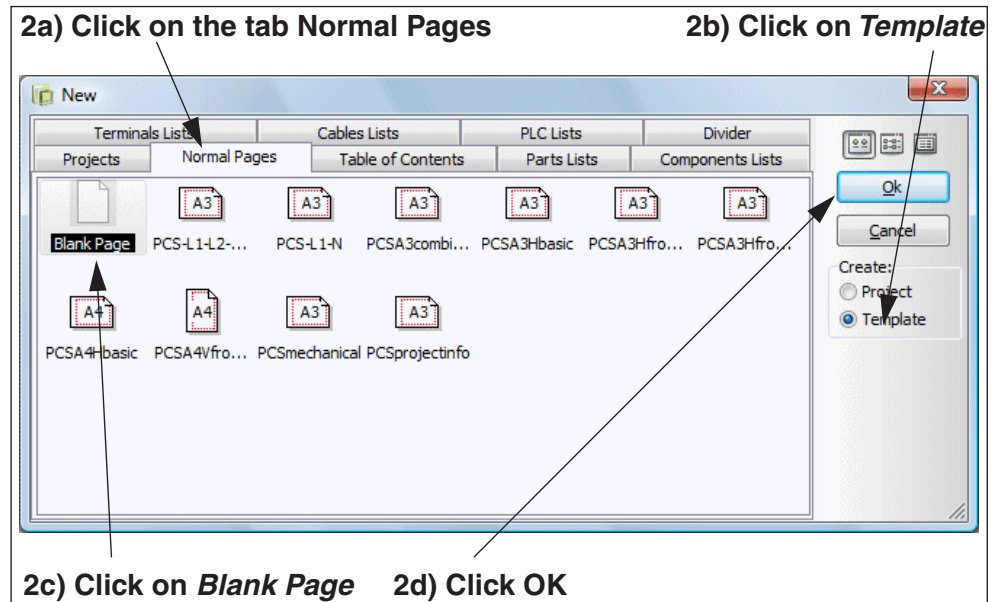 2a) Click on the tab Normal Pages
2b) Click on Template
New
Terminals Lists
Cables Lists
PLC Lists
Divider
Projects
Normal Pages
Table of Contents
Parts Lists
Components Lists
Ok
Cancel
Create:
Project
Template
A3 A3 A3 A3 A3 A3
Blank Page PCS-L1-L2-... PCS-L1-N PCSA3combi... PCSA3Hbasic PCSA3Hfro... PCSA3Hfro...
A4 A4 A3 A3
PCSA4Hbasic PCSA4Vfro... PCSmechanical PCSprojectinfo
2c) Click on Blank Page
2d) Click OK